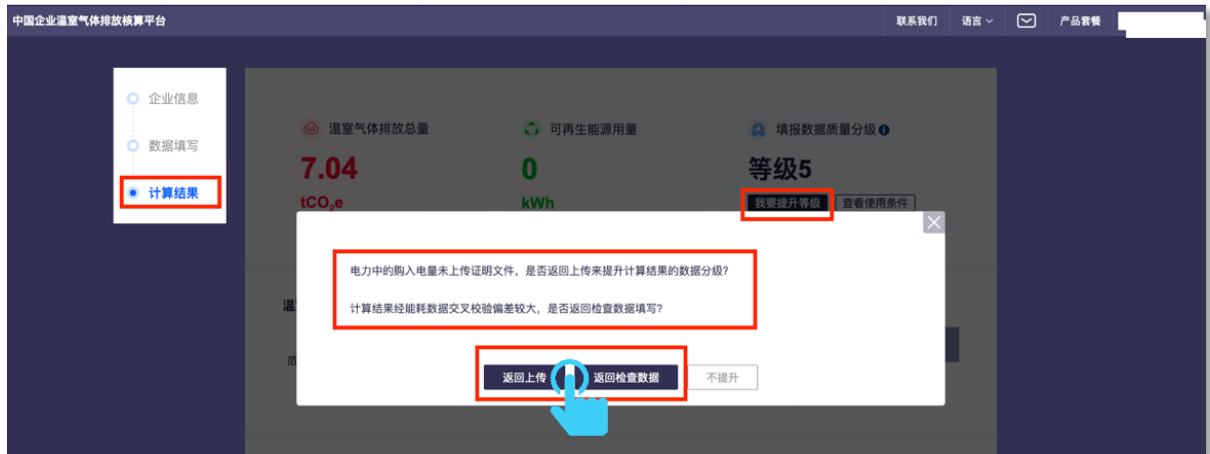 中国企业温室气体排放核算平台
联系我们 语言 产品套餐
企业信息
数据填写
计算结果
温室气体排放总量 可再生能源用量 填报数据质量分级
7.04 0 等级5
tCO₂e kWh 我要提升等级 查看使用条件
电力中的购入电量未上传证明文件，是否返回上传来提升计算结果的数据分级?
计算结果经能耗数据交叉校验偏差较大，是否返回检查数据填写?
温
范
返回上传 返回检查数据 不提升